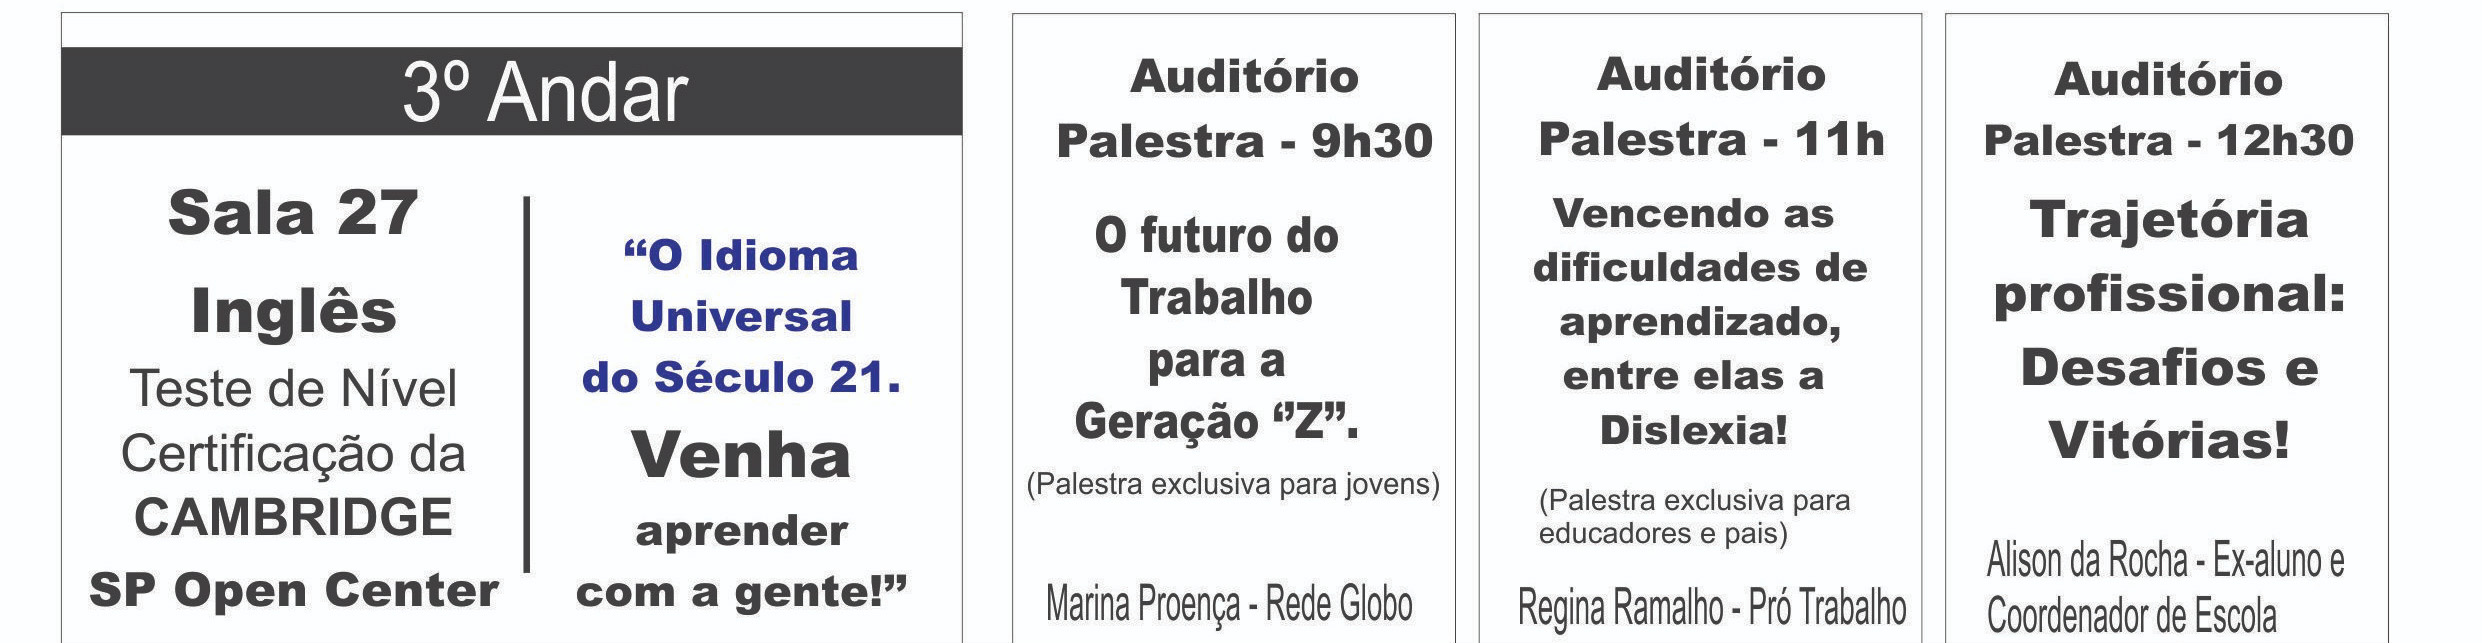 3º Andar
Sala 27
Inglês
Teste de Nível
Certificação da
CAMBRIDGE
SP Open Center
“O Idioma
Universal
do Século 21.
Venha
aprender
com a gente!”
Auditório
Palestra - 9h30
O futuro do
Trabalho
para a
Geração ‘’Z”.
(Palestra exclusiva para jovens)
Marina Proença - Rede Globo
Auditório
Palestra - 11h
Vencendo as
dificuldades de
aprendizado,
entre elas a
Dislexia!
(Palestra exclusiva para
educadores e pais)
Regina Ramalho - Pró Trabalho
Auditório
Palestra - 12h30
Trajetória
profissional:
Desafios e
Vitórias!
Alison da Rocha - Ex-aluno e
Coordenador de Escola